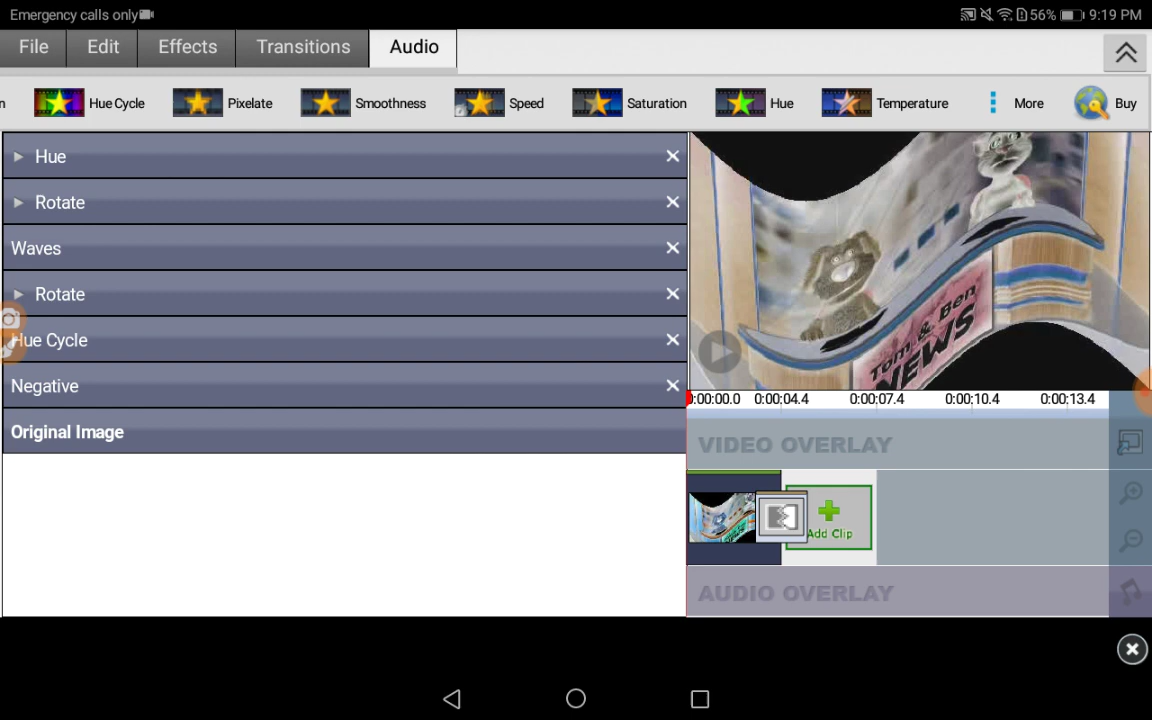 Emergency calls only
56% 9:19 PM
File Edit Effects Transitions Audio
n Hue Cycle Pixelate Smoothness Speed Saturation Hue Temperature More Buy
Hue
Rotate
Waves
Rotate
Hue Cycle
Negative
Original Image
Tom & Ben
NEWS
0:00:00.0 0:00:04.4 0:00:07.4 0:00:10.4 0:00:13.4
VIDEO OVERLAY
Add Clip
AUDIO OVERLAY